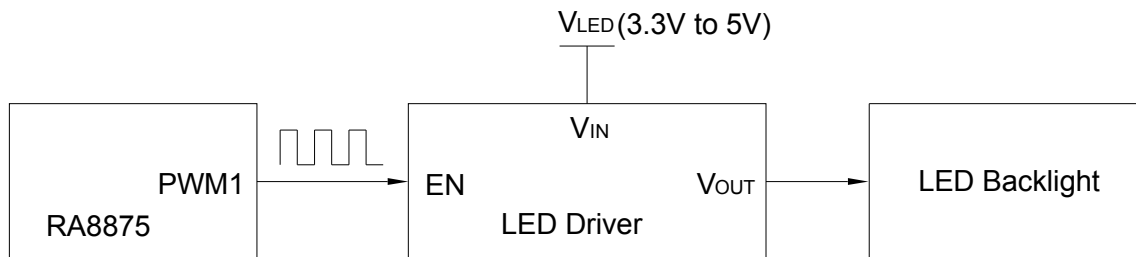 VLED (3.3V to 5V)
VIN
PWM1
EN
VOUT
LED Backlight
RA8875
LED Driver